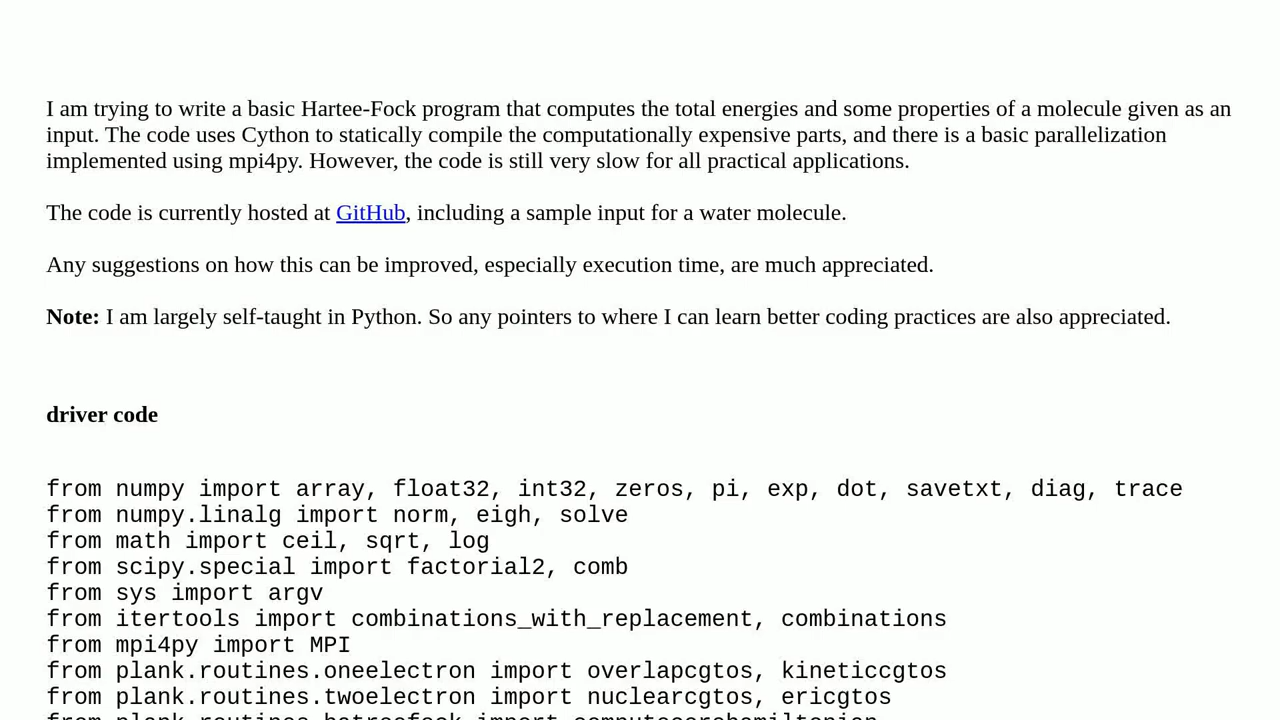 I am trying to write a basic Hartee-Fock program that computes the total energies and some properties of a molecule given as an
input. The code uses Cython to statically compile the computationally expensive parts, and there is a basic parallelization
implemented using mpi4py. However, the code is still very slow for all practical applications.
The code is currently hosted at GitHub, including a sample input for a water molecule.
Any suggestions on how this can be improved, especially execution time, are much appreciated.
Note: I am largely self-taught in Python. So any pointers to where I can learn better coding practices are also appreciated.
driver code
from numpy import array, float32, int32, zeros, pi, exp, dot, savetxt, diag, trace
from numpy.linalg import norm, eigh, solve
from math import ceil, sqrt, log
from scipy.special import factorial2, comb
from sys import argv
from itertools import combinations_with_replacement, combinations
from mpi4py import MPI
from plank.routines.oneelectron import overlapcgtos, kineticcgtos
from plank.routines.twoelectron import nuclearcgtos, ericgtos